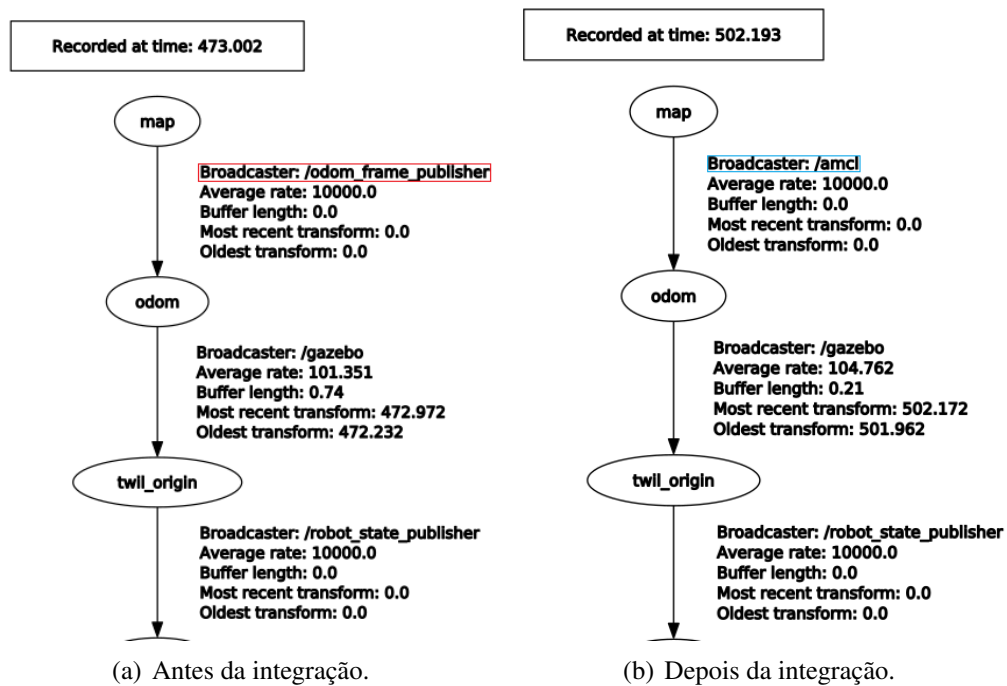 Recorded at time: 473.002
map
Broadcaster: /odom_frame_publisher
Average rate: 10000.0
Buffer length: 0.0
Most recent transform: 0.0
Oldest transform: 0.0
odom
Broadcaster: /gazebo
Average rate: 101.351
Buffer length: 0.74
Most recent transform: 472.972
Oldest transform: 472.232
twil_origin
Broadcaster: /robot_state_publisher
Average rate: 10000.0
Buffer length: 0.0
Most recent transform: 0.0
Oldest transform: 0.0
(a) Antes da integração.
Recorded at time: 502.193
map
Broadcaster: /amcl
Average rate: 10000.0
Buffer length: 0.0
Most recent transform: 0.0
Oldest transform: 0.0
odom
Broadcaster: /gazebo
Average rate: 104.762
Buffer length: 0.21
Most recent transform: 502.172
Oldest transform: 501.962
twil_origin
Broadcaster: /robot_state_publisher
Average rate: 10000.0
Buffer length: 0.0
Most recent transform: 0.0
Oldest transform: 0.0
(b) Depois da integração.